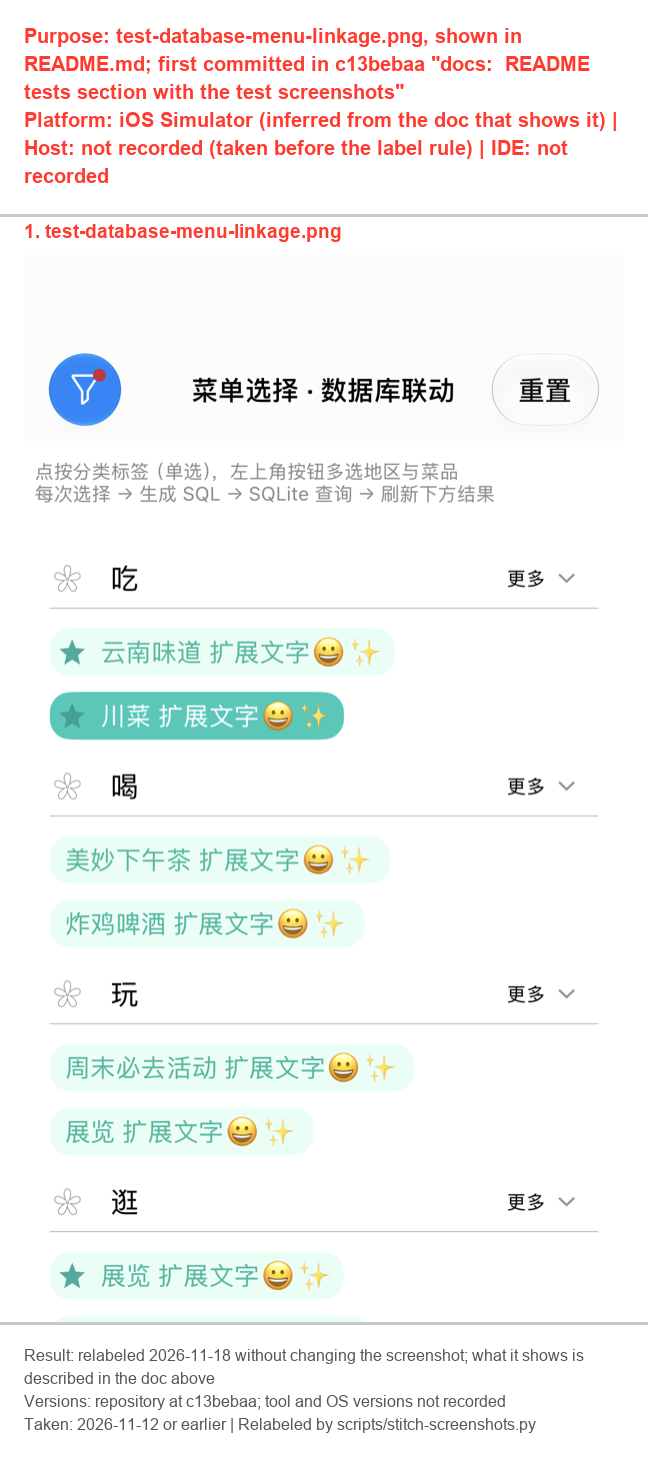 Purpose: test-database-menu-linkage.png, shown in
README.md; first committed in c13bebaa "docs:  README
tests section with the test screenshots"
Platform: iOS Simulator (inferred from the doc that shows it) |
Host: not recorded (taken before the label rule) | IDE: not
recorded
1. test-database-menu-linkage.png
菜单选择 · 数据库联动
重置
点按分类标签 (单选)，左上角按钮多选地区与菜品
每次选择 → 生成 SQL → SQLite 查询 → 刷新下方结果
吃
更多
云南味道 扩展文字😀✨
川菜 扩展文字😀✨
喝
更多
美妙下午茶 扩展文字😀✨
炸鸡啤酒 扩展文字😀✨
玩
更多
周末必去活动 扩展文字😀✨
展览 扩展文字😀✨
逛
更多
展览 扩展文字😀✨
Result: relabeled 2026-11-18 without changing the screenshot; what it shows is
described in the doc above
Versions: repository at c13bebaa; tool and OS versions not recorded
Taken: 2026-11-12 or earlier | Relabeled by scripts/stitch-screenshots.py